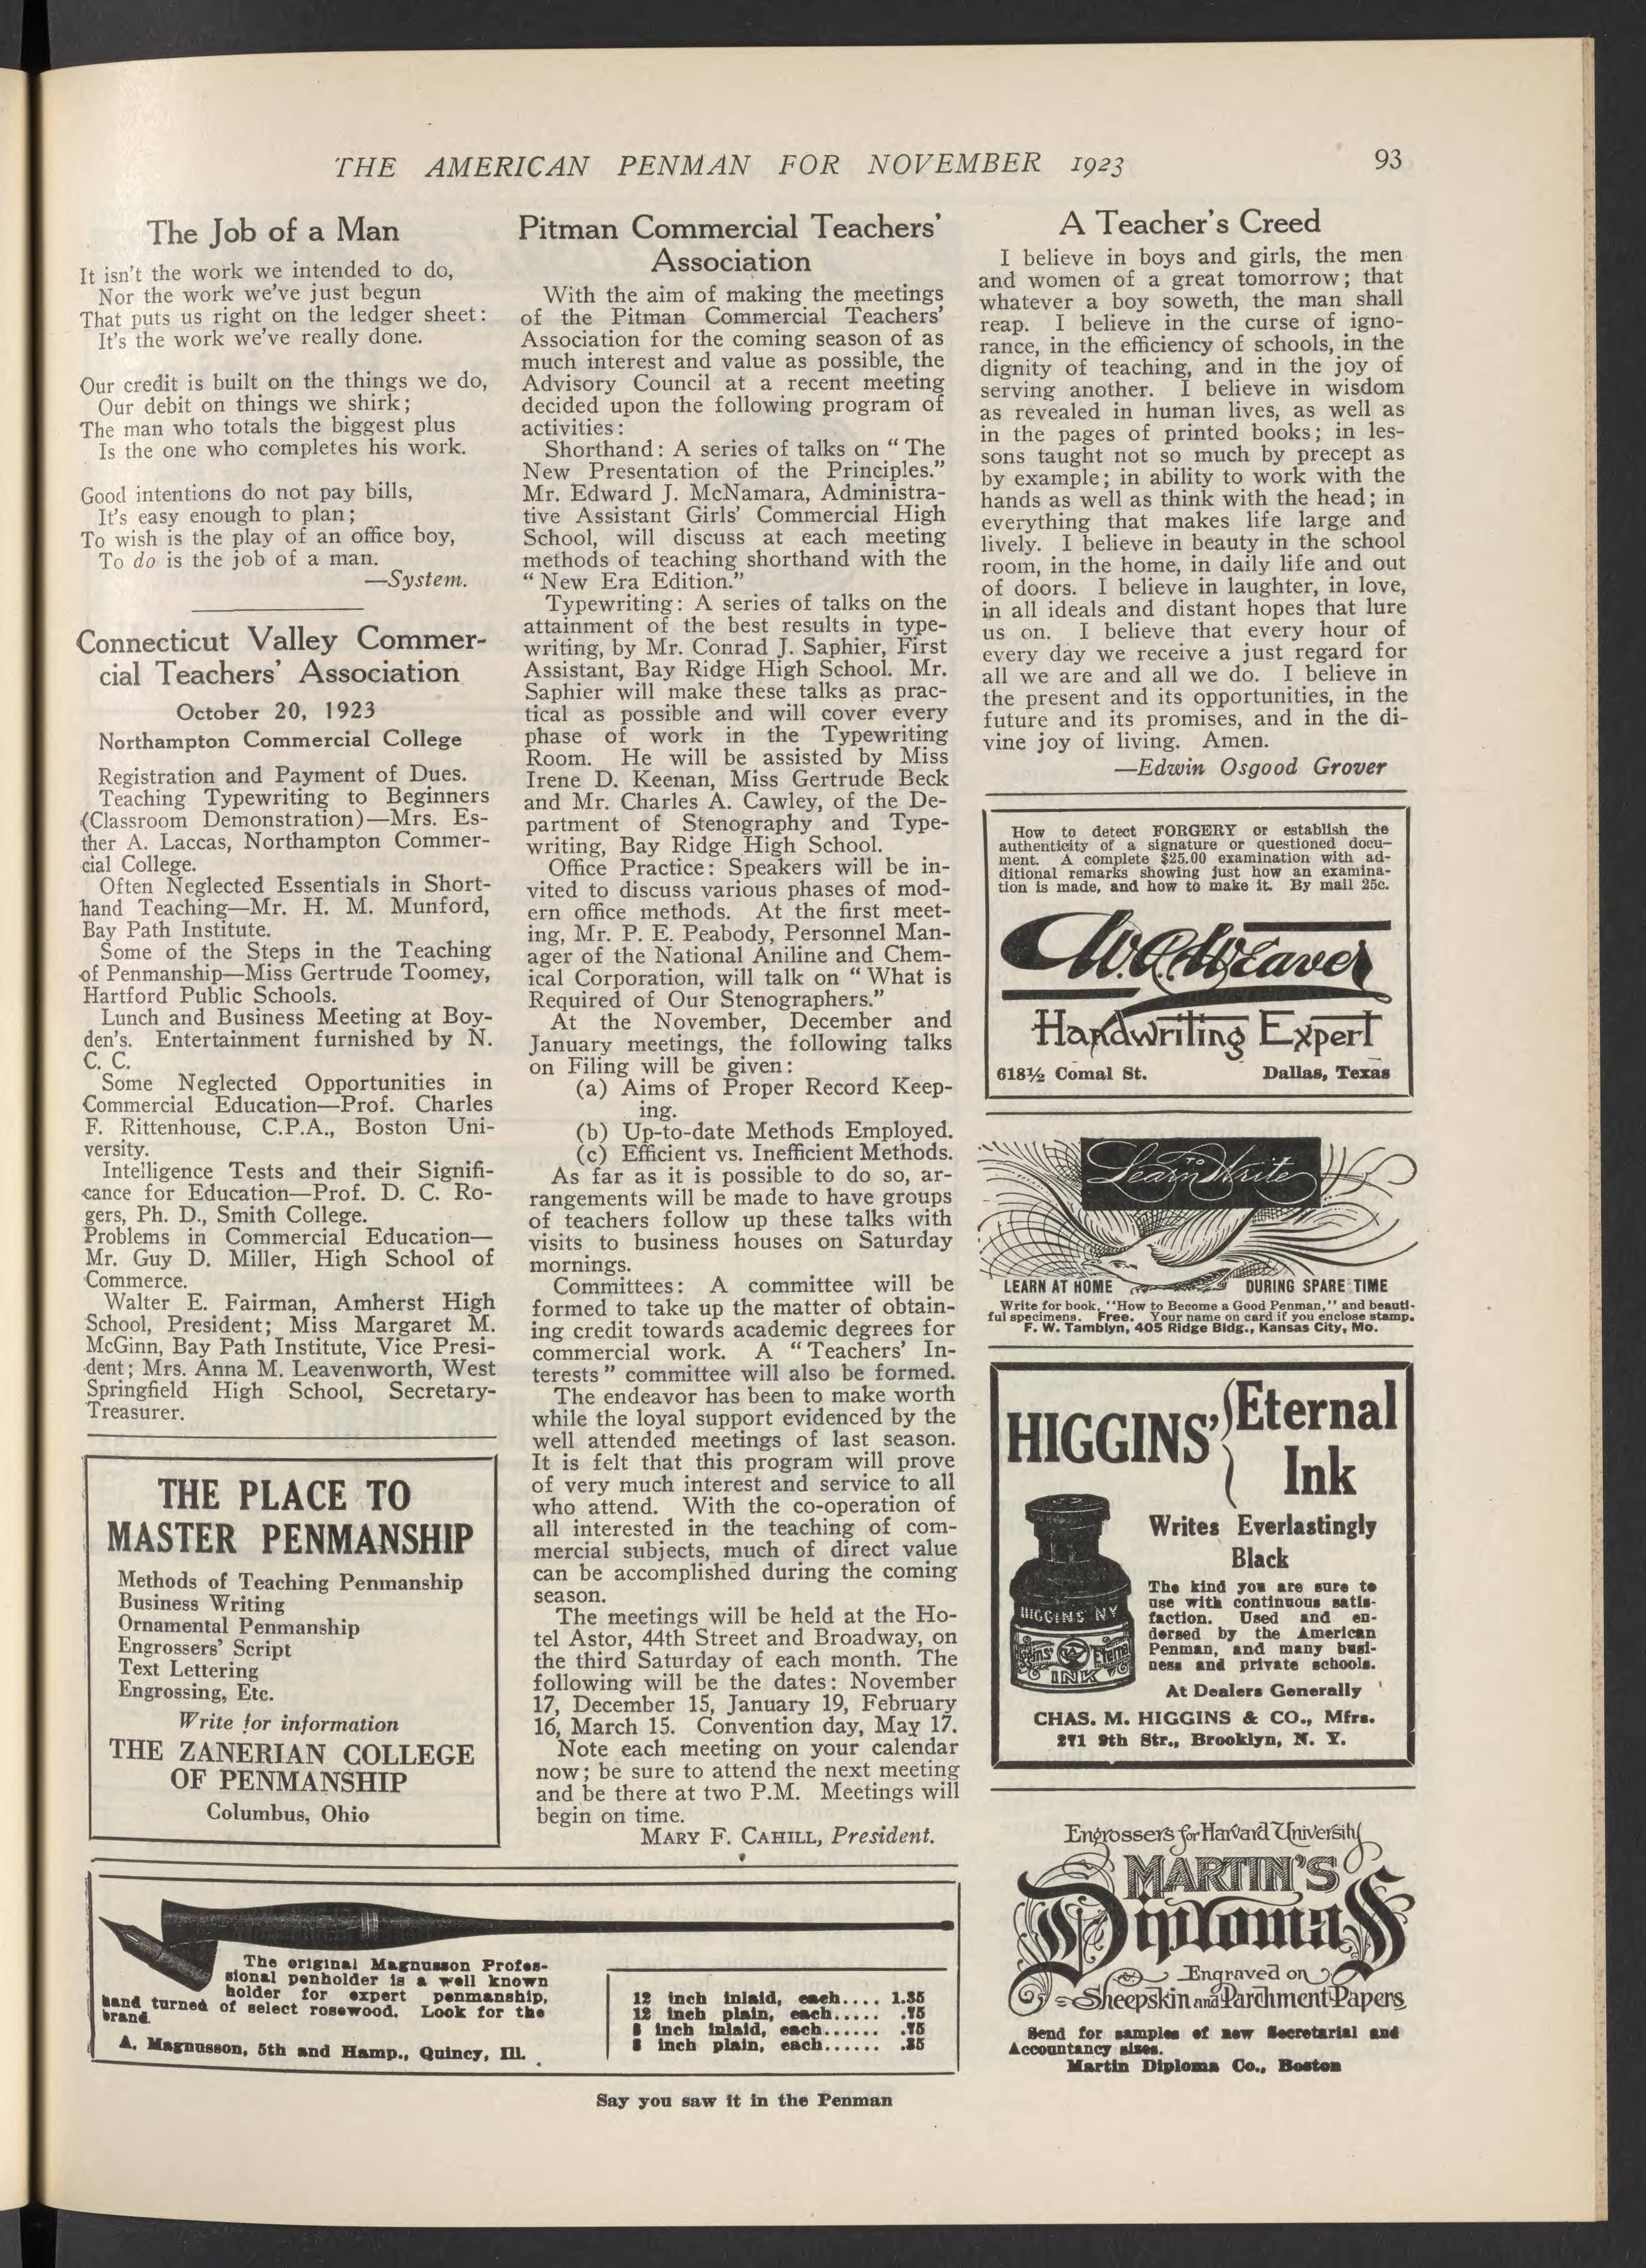 THE AMERICAN PENMAN FOR NOVEMBER 1923
93
The Job of a Man
It isn't the work we intended to do,
Nor the work we've just begun
That puts us right on the ledger sheet:
It's the work we've really done.
Our credit is built on the things we do,
Our debit on things we shirk;
The man who totals the biggest plus
Is the one who completes his work.
Good intentions do not pay bills,
It's easy enough to plan;
To wish is the play of an office boy,
To do is the job of a man.
—System.
Connecticut Valley Commer-
cial Teachers' Association
October 20, 1923
Northampton Commercial College
Registration and Payment of Dues.
Teaching Typewriting to Beginners
(Classroom Demonstration)—Mrs. Es-
ther A. Laccas, Northampton Commer-
cial College.
Often Neglected Essentials in Short-
hand Teaching—Mr. H. M. Munford,
Bay Path Institute.
Some of the Steps in the Teaching
of Penmanship—Miss Gertrude Toomey,
Hartford Public Schools.
Lunch and Business Meeting at Boy-
den's. Entertainment furnished by N.
C. C.
Some Neglected Opportunities in
Commercial Education—Prof. Charles
F. Rittenhouse, C.P.A., Boston Uni-
versity.
Intelligence Tests and their Signifi-
cance for Education—Prof. D. C. Ro-
gers, Ph. D., Smith College.
Problems in Commercial Education—
Mr. Guy D. Miller, High School of
Commerce.
Walter E. Fairman, Amherst High
School, President; Miss Margaret M.
McGinn, Bay Path Institute, Vice Presi-
dent; Mrs. Anna M. Leavenworth, West
Springfield High School, Secretary-
Treasurer.
THE PLACE TO
MASTER PENMANSHIP
Methods of Teaching Penmanship
Business Writing
Ornamental Penmanship
Engrossers' Script
Text Lettering
Engrossing, Etc.
Write for information
THE ZANERIAN COLLEGE
OF PENMANSHIP
Columbus, Ohio
Pitman Commercial Teachers'
Association
With the aim of making the meetings
of the Pitman Commercial Teachers'
Association for the coming season of as
much interest and value as possible, the
Advisory Council at a recent meeting
decided upon the following program of
activities:
Shorthand: A series of talks on "The
New Presentation of the Principles."
Mr. Edward J. McNamara, Administra-
tive Assistant Girls' Commercial High
School, will discuss at each meeting
methods of teaching shorthand with the
"New Era Edition."
Typewriting: A series of talks on the
attainment of the best results in type-
writing, by Mr. Conrad J. Saphier, First
Assistant, Bay Ridge High School. Mr.
Saphier will make these talks as prac-
tical as possible and will cover every
phase of work in the Typewriting
Room. He will be assisted by Miss
Irene D. Keenan, Miss Gertrude Beck
and Mr. Charles A. Cawley, of the De-
partment of Stenography and Type-
writing, Bay Ridge High School.
Office Practice: Speakers will be in-
vited to discuss various phases of mod-
ern office methods. At the first meet-
ing, Mr. P. E. Peabody, Personnel Man-
ager of the National Aniline and Chem-
ical Corporation, will talk on "What is
Required of Our Stenographers."
At the November, December and
January meetings, the following talks
on Filing will be given:
(a) Aims of Proper Record Keep-
ing.
(b) Up-to-date Methods Employed.
(c) Efficient vs. Inefficient Methods.
As far as it is possible to do so, ar-
rangements will be made to have groups
of teachers follow up these talks with
visits to business houses on Saturday
mornings.
Committees: A committee will be
formed to take up the matter of obtain-
ing credit towards academic degrees for
commercial work. A "Teachers' In-
terests" committee will also be formed.
The endeavor has been to make worth
while the loyal support evidenced by the
well attended meetings of last season.
It is felt that this program will prove
of very much interest and service to all
who attend. With the co-operation of
all interested in the teaching of com-
mercial subjects, much of direct value
can be accomplished during the coming
season.
The meetings will be held at the Ho-
tel Astor, 44th Street and Broadway, on
the third Saturday of each month. The
following will be the dates: November
17, December 15, January 19, February
16, March 15. Convention day, May 17.
Note each meeting on your calendar
now; be sure to attend the next meeting
and be there at two P.M. Meetings will
begin on time.
MARY F. CAHILL, President.
A Teacher's Creed
I believe in boys and girls, the men
and women of a great tomorrow; that
whatever a boy soweth, the man shall
reap. I believe in the curse of igno-
rance, in the efficiency of schools, in the
dignity of teaching, and in the joy of
serving another. I believe in wisdom
as revealed in human lives, as well as
in the pages of printed books; in les-
sons taught not so much by precept as
by example; in ability to work with the
hands as well as think with the head; in
everything that makes life large and
lively. I believe in beauty in the school
room, in the home, in daily life and out
of doors. I believe in laughter, in love,
in all ideals and distant hopes that lure
us on. I believe that every hour of
every day we receive a just regard for
all we are and all we do. I believe in
the present and its opportunities, in the
future and its promises, and in the di-
vine joy of living. Amen.
—Edwin Osgood Grover
How to detect FORGERY or establish the
authenticity of a signature or questioned docu-
ment. A complete $25.00 examination with ad-
ditional remarks showing just how an examina-
tion is made, and how to make it. By mail 25c.
Weaver
Handwriting Expert
618½ Comal St. Dallas, Texas
Learn to Write
LEARN AT HOME DURING SPARE TIME
Write for book, "How to Become a Good Penman," and beauti-
ful specimens. Free. Your name on card if you enclose stamp.
F. W. Tamblyn, 405 Ridge Bldg., Kansas City, Mo.
HIGGINS' Eternal
Ink
Writes Everlastingly
Black
HIGGINS NY
Higgins' Eternal
INK
The kind you are sure to
use with continuous satis-
faction. Used and en-
dorsed by the American
Penman, and many busi-
ness and private schools.
At Dealers Generally
CHAS. M. HIGGINS & CO., Mfrs.
271 9th Str., Brooklyn, N. Y.
Engrossers for Harvard University
MARTIN'S
Diplomas
Engraved on
Sheepskin and Parchment Papers
Send for samples of new Secretarial and
Accountancy sizes.
Martin Diploma Co., Boston
The original Magnusson Profes-
sional penholder is a well known
holder for expert penmanship,
hand turned of select rosewood. Look for the
brand.
A. Magnusson, 5th and Hamp., Quincy, Ill.
12 inch inlaid, each.... 1.35
12 inch plain, each..... .75
8 inch inlaid, each...... .75
8 inch plain, each...... .35
Say you saw it in the Penman